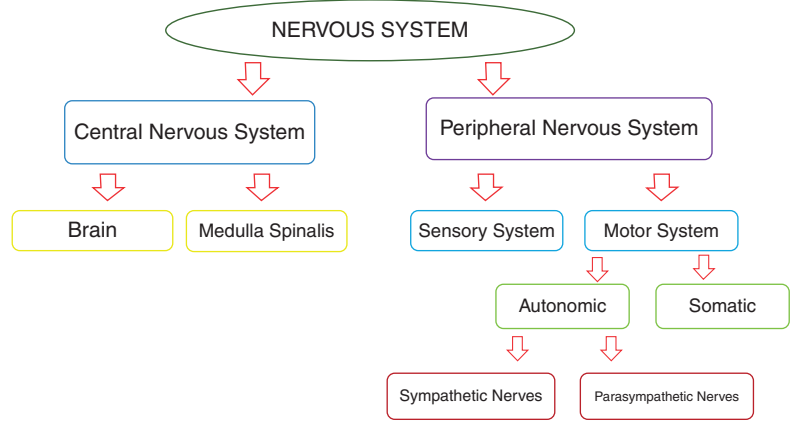 NERVOUS SYSTEM
Central Nervous System
Peripheral Nervous System
Brain
Medulla Spinalis
Sensory System
Motor System
Autonomic
Somatic
Sympathetic Nerves
Parasympathetic Nerves